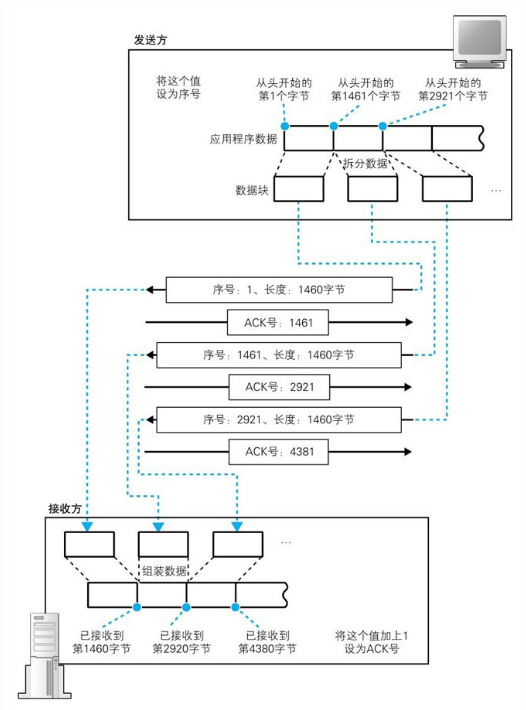 发送方
将这个值
设为序号
从头开始的
第1个字节
从头开始的
第1461个字节
从头开始的
第2921个字节
应用程序数据
拆分数据
数据块
…
序号：1、长度：1460字节
ACK号：1461
序号：1461、长度：1460字节
ACK号：2921
序号：2921、长度：1460字节
ACK号：4381
接收方
…
组装数据
已接收到
第1460字节
已接收到
第2920字节
已接收到
第4380字节
将这个值加上1
设为ACK号